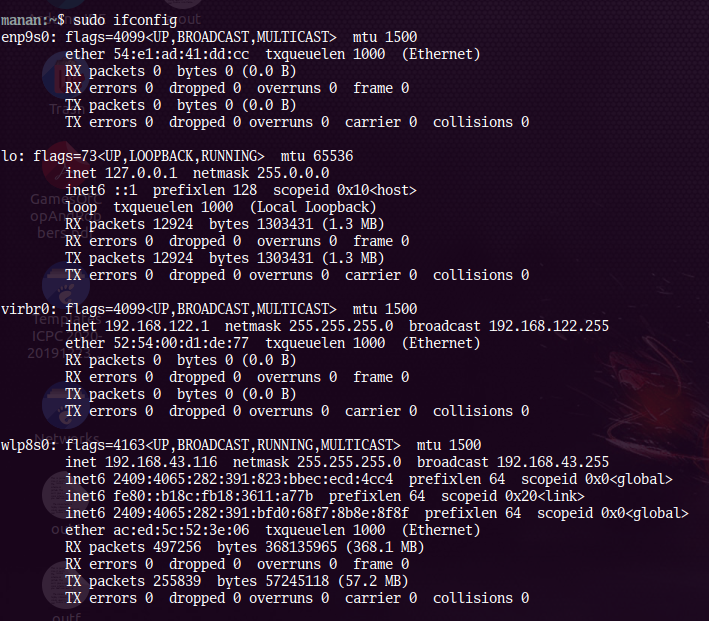 manan:~$ sudo ifconfig
enp9s0: flags=4099<UP,BROADCAST,MULTICAST>  mtu 1500
        ether 54:e1:ad:41:dd:cc  txqueuelen 1000  (Ethernet)
        RX packets 0  bytes 0 (0.0 B)
        RX errors 0  dropped 0  overruns 0  frame 0
        TX packets 0  bytes 0 (0.0 B)
        TX errors 0  dropped 0 overruns 0  carrier 0  collisions 0

lo: flags=73<UP,LOOPBACK,RUNNING>  mtu 65536
        inet 127.0.0.1  netmask 255.0.0.0
        inet6 ::1  prefixlen 128  scopeid 0x10<host>
        loop  txqueuelen 1000  (Local Loopback)
        RX packets 12924  bytes 1303431 (1.3 MB)
        RX errors 0  dropped 0  overruns 0  frame 0
        TX packets 12924  bytes 1303431 (1.3 MB)
        TX errors 0  dropped 0 overruns 0  carrier 0  collisions 0

virbr0: flags=4099<UP,BROADCAST,MULTICAST>  mtu 1500
        inet 192.168.122.1  netmask 255.255.255.0  broadcast 192.168.122.255
        ether 52:54:00:d1:de:77  txqueuelen 1000  (Ethernet)
        RX packets 0  bytes 0 (0.0 B)
        RX errors 0  dropped 0  overruns 0  frame 0
        TX packets 0  bytes 0 (0.0 B)
        TX errors 0  dropped 0 overruns 0  carrier 0  collisions 0

wlp8s0: flags=4163<UP,BROADCAST,RUNNING,MULTICAST>  mtu 1500
        inet 192.168.43.116  netmask 255.255.255.0  broadcast 192.168.43.255
        inet6 2409:4065:282:391:823:bbec:ecd:4cc4  prefixlen 64  scopeid 0x0<global>
        inet6 fe80::b18c:fb18:3611:a77b  prefixlen 64  scopeid 0x20<link>
        inet6 2409:4065:282:391:bfd0:68f7:8b8e:8f8f  prefixlen 64  scopeid 0x0<global>
        ether ac:ed:5c:52:3e:06  txqueuelen 1000  (Ethernet)
        RX packets 497256  bytes 368135965 (368.1 MB)
        RX errors 0  dropped 0  overruns 0  frame 0
        TX packets 255839  bytes 57245118 (57.2 MB)
        TX errors 0  dropped 0 overruns 0  carrier 0  collisions 0